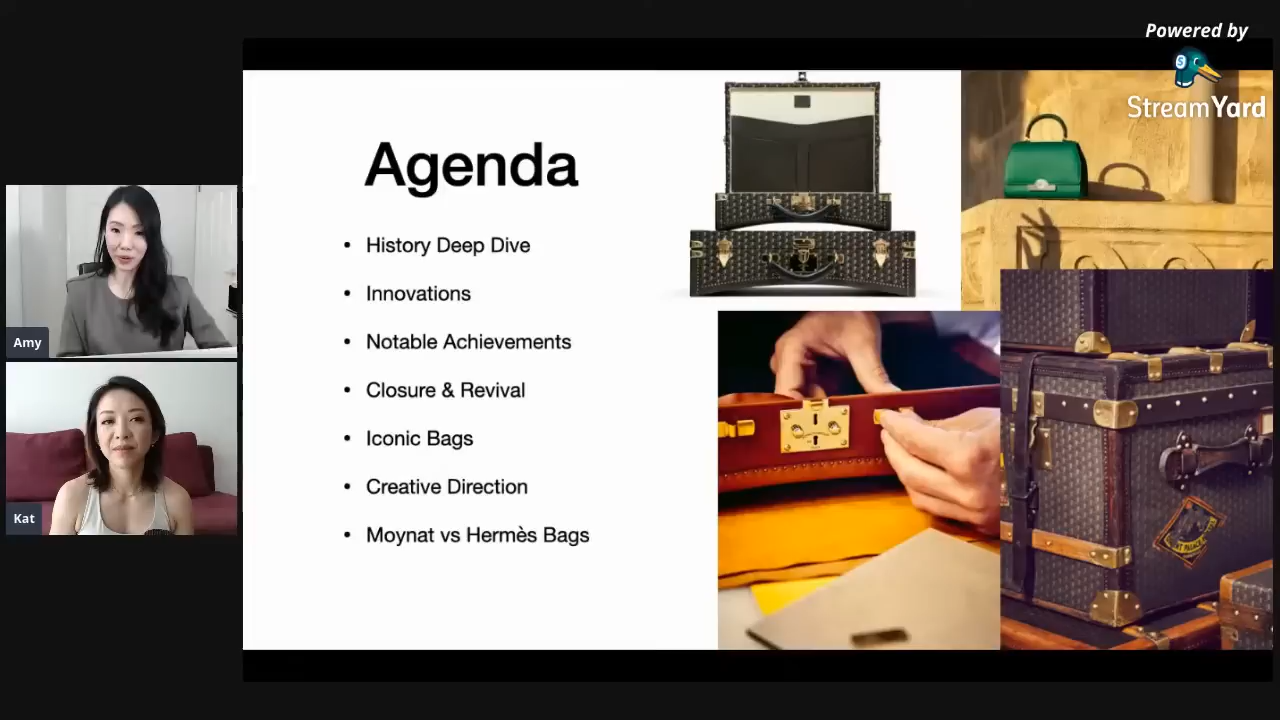 Powered by
StreamYard
Agenda
• History Deep Dive
• Innovations
• Notable Achievements
• Closure & Revival
• Iconic Bags
• Creative Direction
• Moynat vs Hermès Bags
Amy
Kat